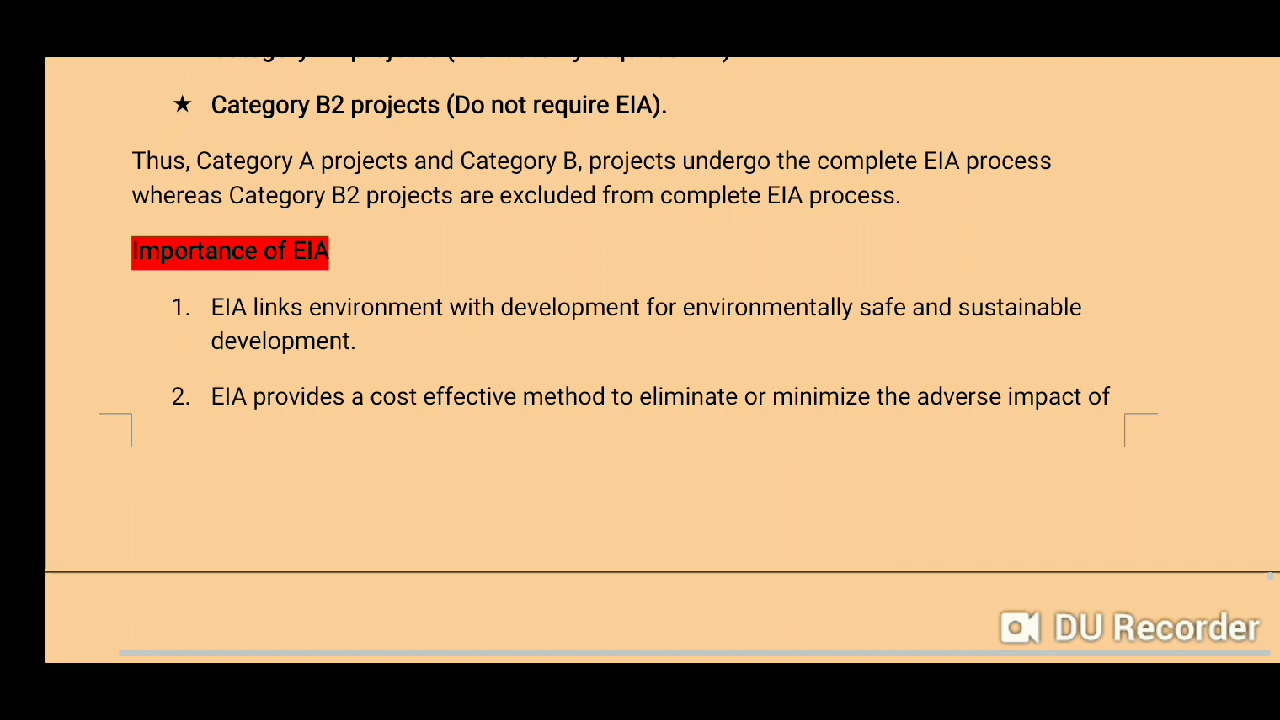 ★ Category B2 projects (Do not require EIA).
Thus, Category A projects and Category B, projects undergo the complete EIA process
whereas Category B2 projects are excluded from complete EIA process.
Importance of EIA
1. EIA links environment with development for environmentally safe and sustainable
development.
2. EIA provides a cost effective method to eliminate or minimize the adverse impact of
DU Recorder